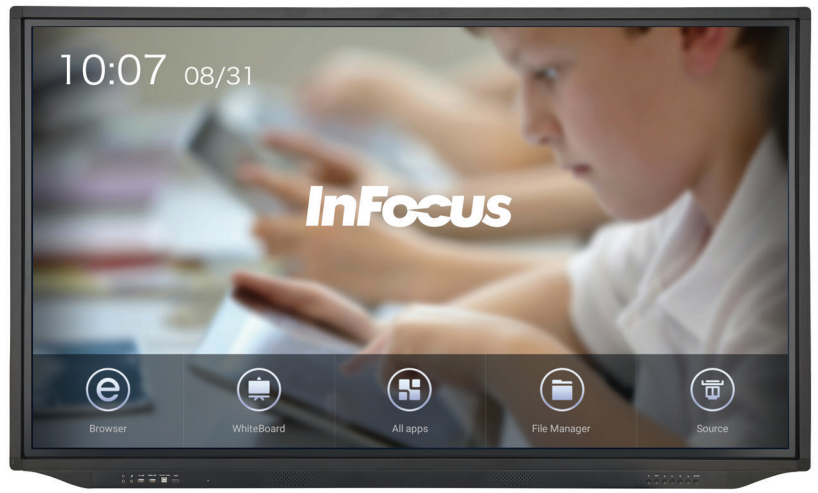 10:07 08/31
InFocus
Browser
WhiteBoard
All apps
File Manager
Source